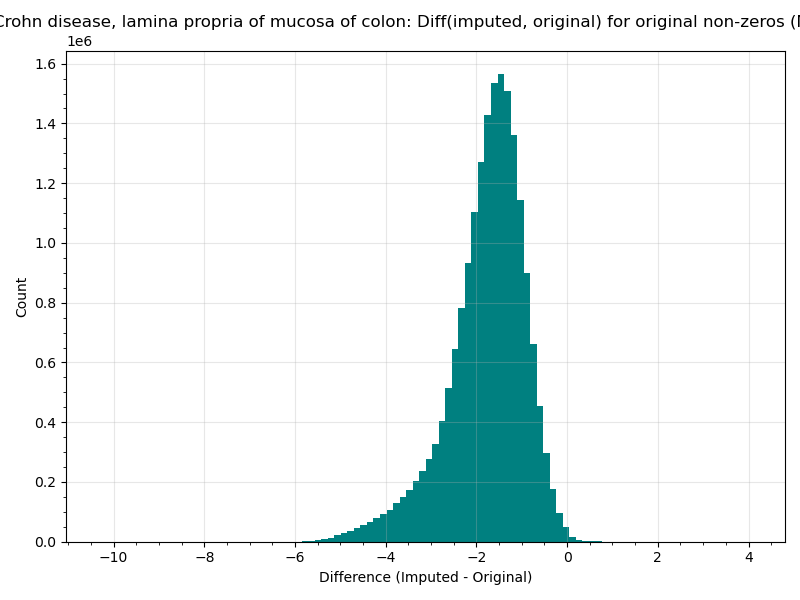 Crohn disease, lamina propria of mucosa of colon: Diff(imputed, original) for original non-zeros (
1e6
1.6
1.4
1.2
1.0
0.8
0.6
0.4
0.2
0.0
Count
−10 −8 −6 −4 −2 0 2 4
Difference (Imputed - Original)